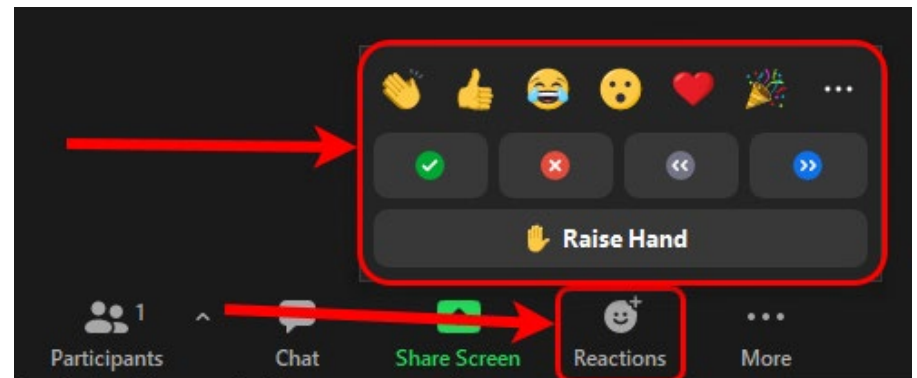 Raise Hand
1
Participants
Chat
Share Screen
Reactions
More